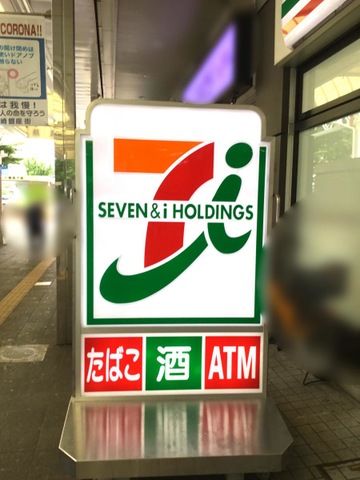 CORONA!!
SEVEN & i HOLDINGS
たばこ 酒 ATM